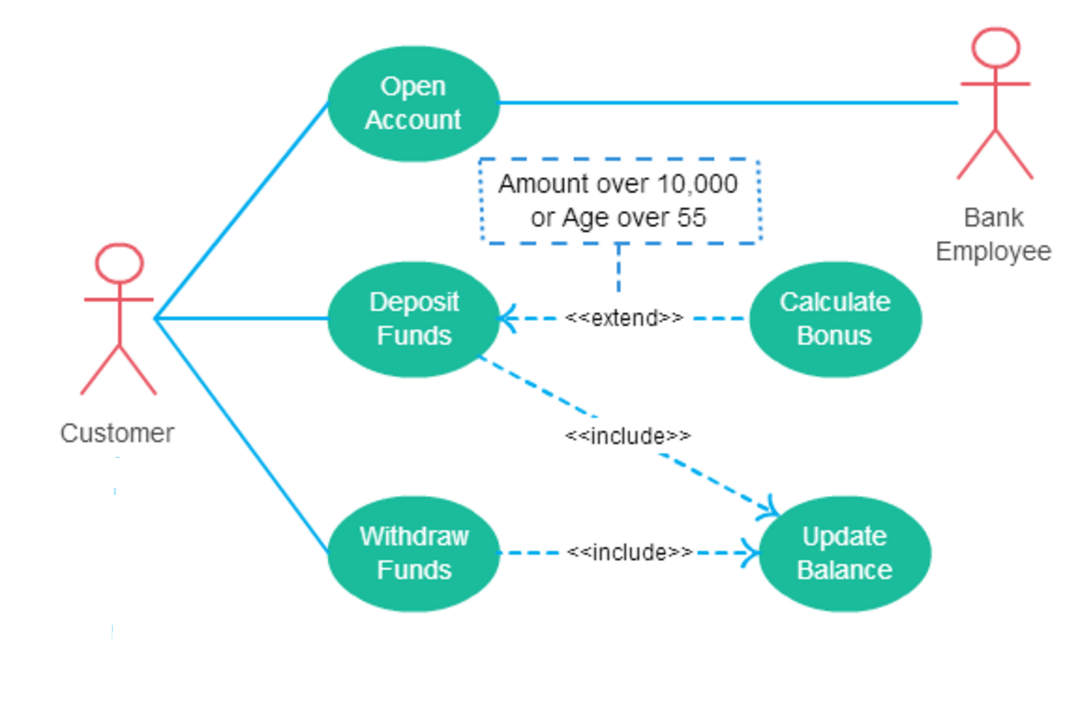 Open
Account
Amount over 10,000
or Age over 55
Bank
Employee
Deposit
Funds
<<extend>>
Calculate
Bonus
Customer
<<include>>
Withdraw
Funds
<<include>>
Update
Balance